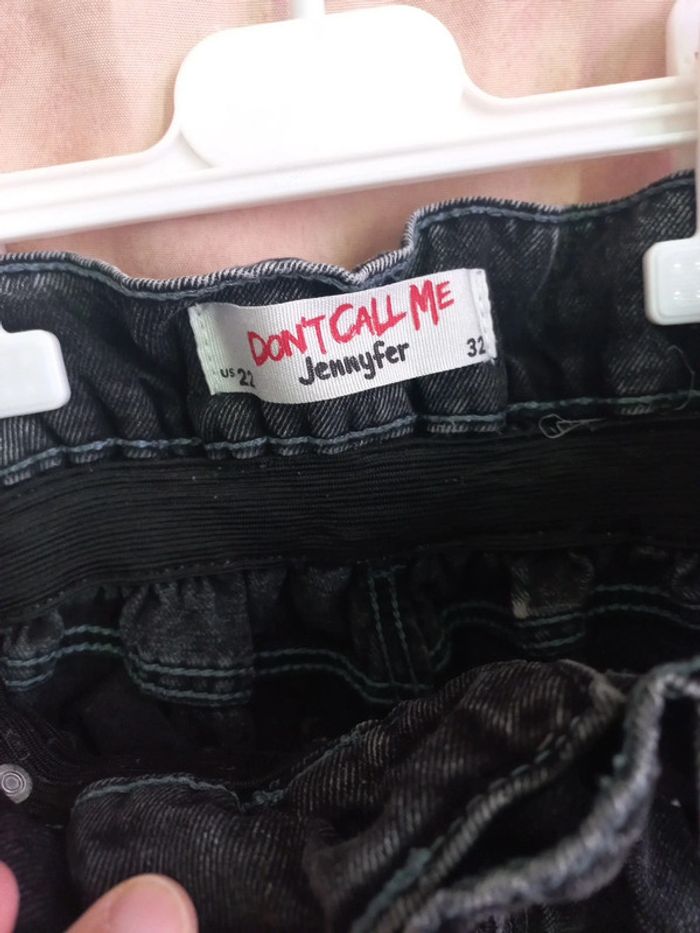 DON'T CALL ME
Jennyfer
US 22
32